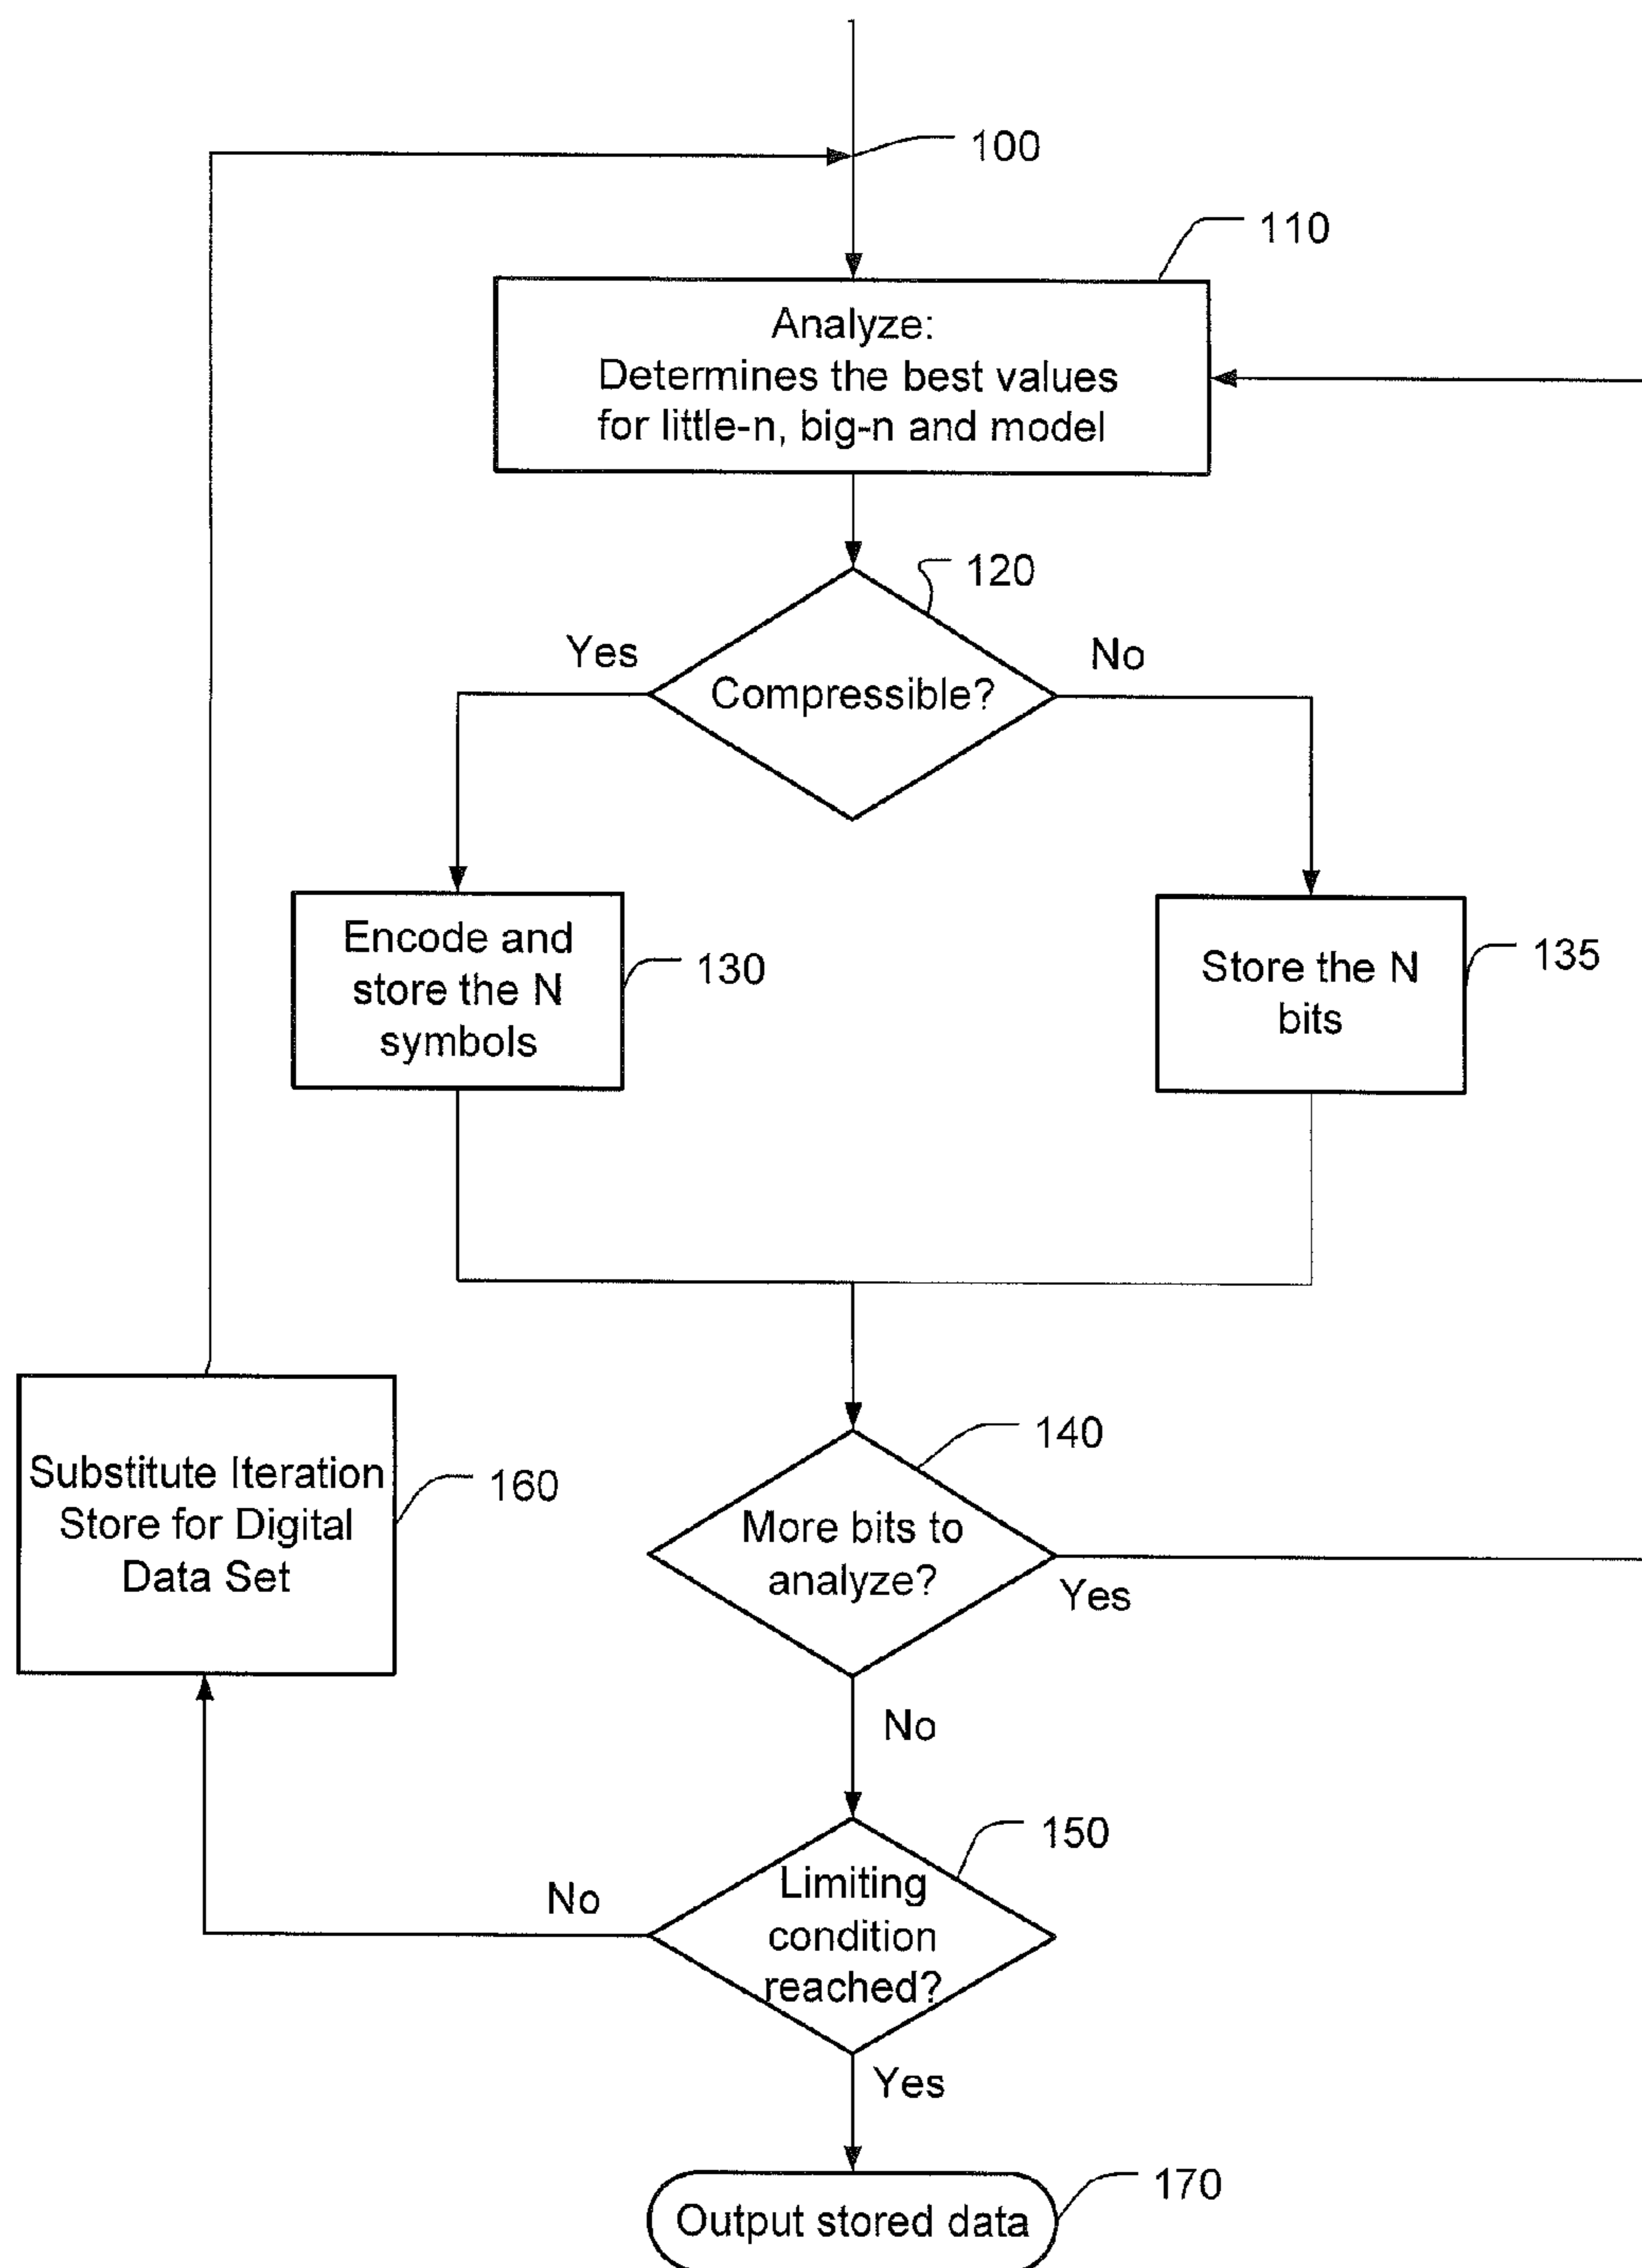 100
110
Analyze:
Determines the best values
for little-n, big-n and model
120
Yes
No
Compressible?
Encode and
store the N
symbols
130
Store the N
bits
135
140
More bits to
analyze?
Yes
Substitute Iteration
Store for Digital
Data Set
160
No
150
Limiting
condition
reached?
No
Yes
170
Output stored data